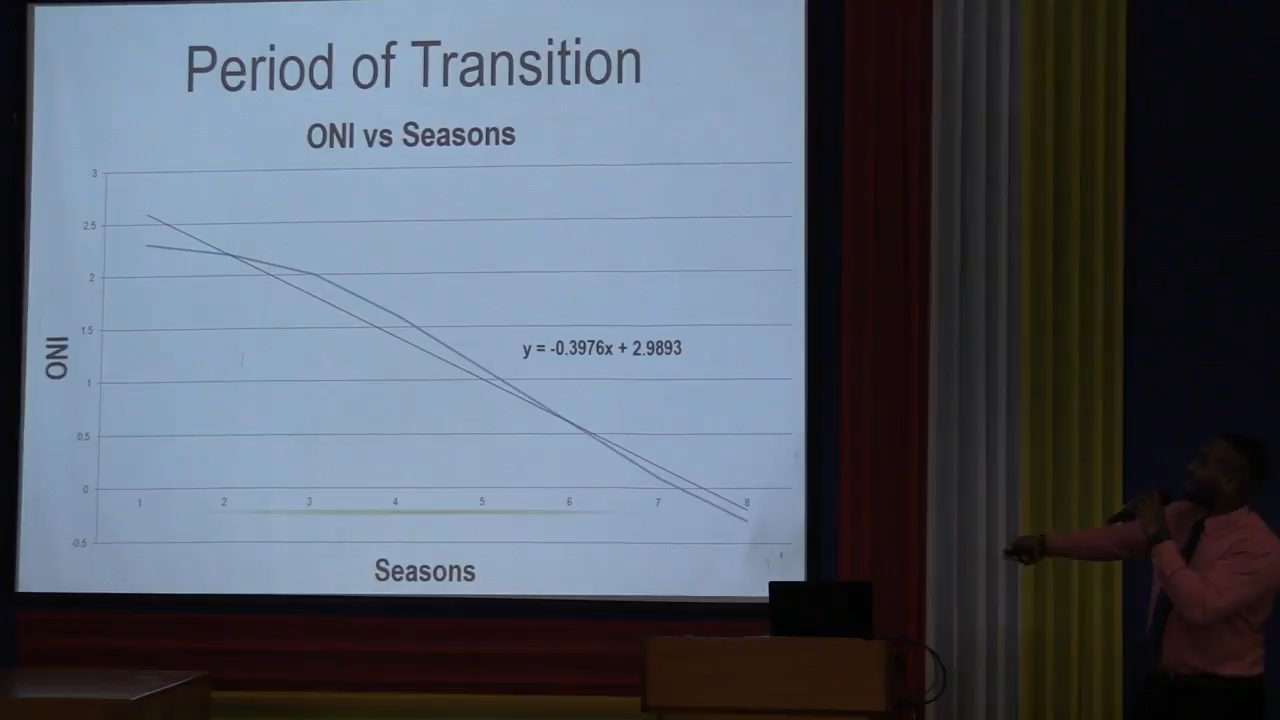 Period of Transition
ONI vs Seasons
3
2.5
2
1.5
1
0.5
0
-0.5
ONI
y = -0.3976x + 2.9893
1 2 3 4 5 6 7 8
Seasons